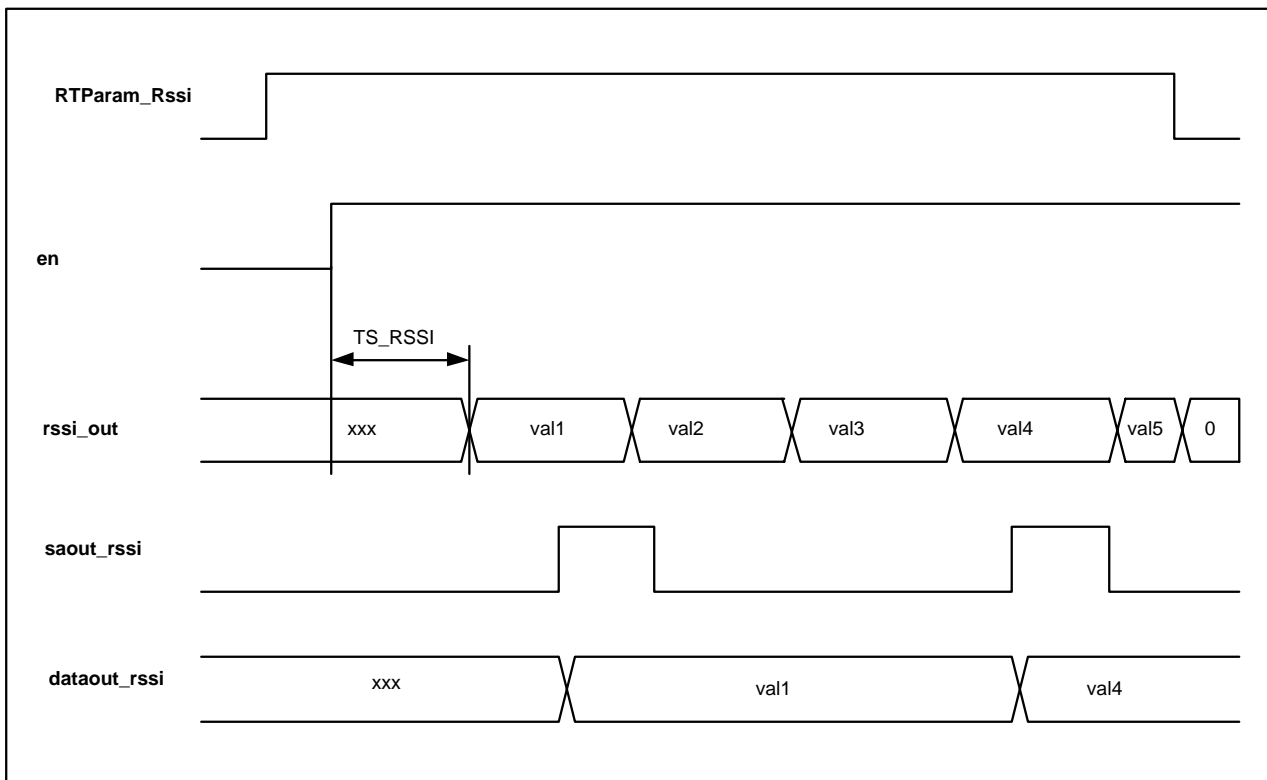 RTParam_Rssi
en
TS_RSSI
rssi_out xxx val1 val2 val3 val4 val5 0
saout_rssi
dataout_rssi xxx val1 val4